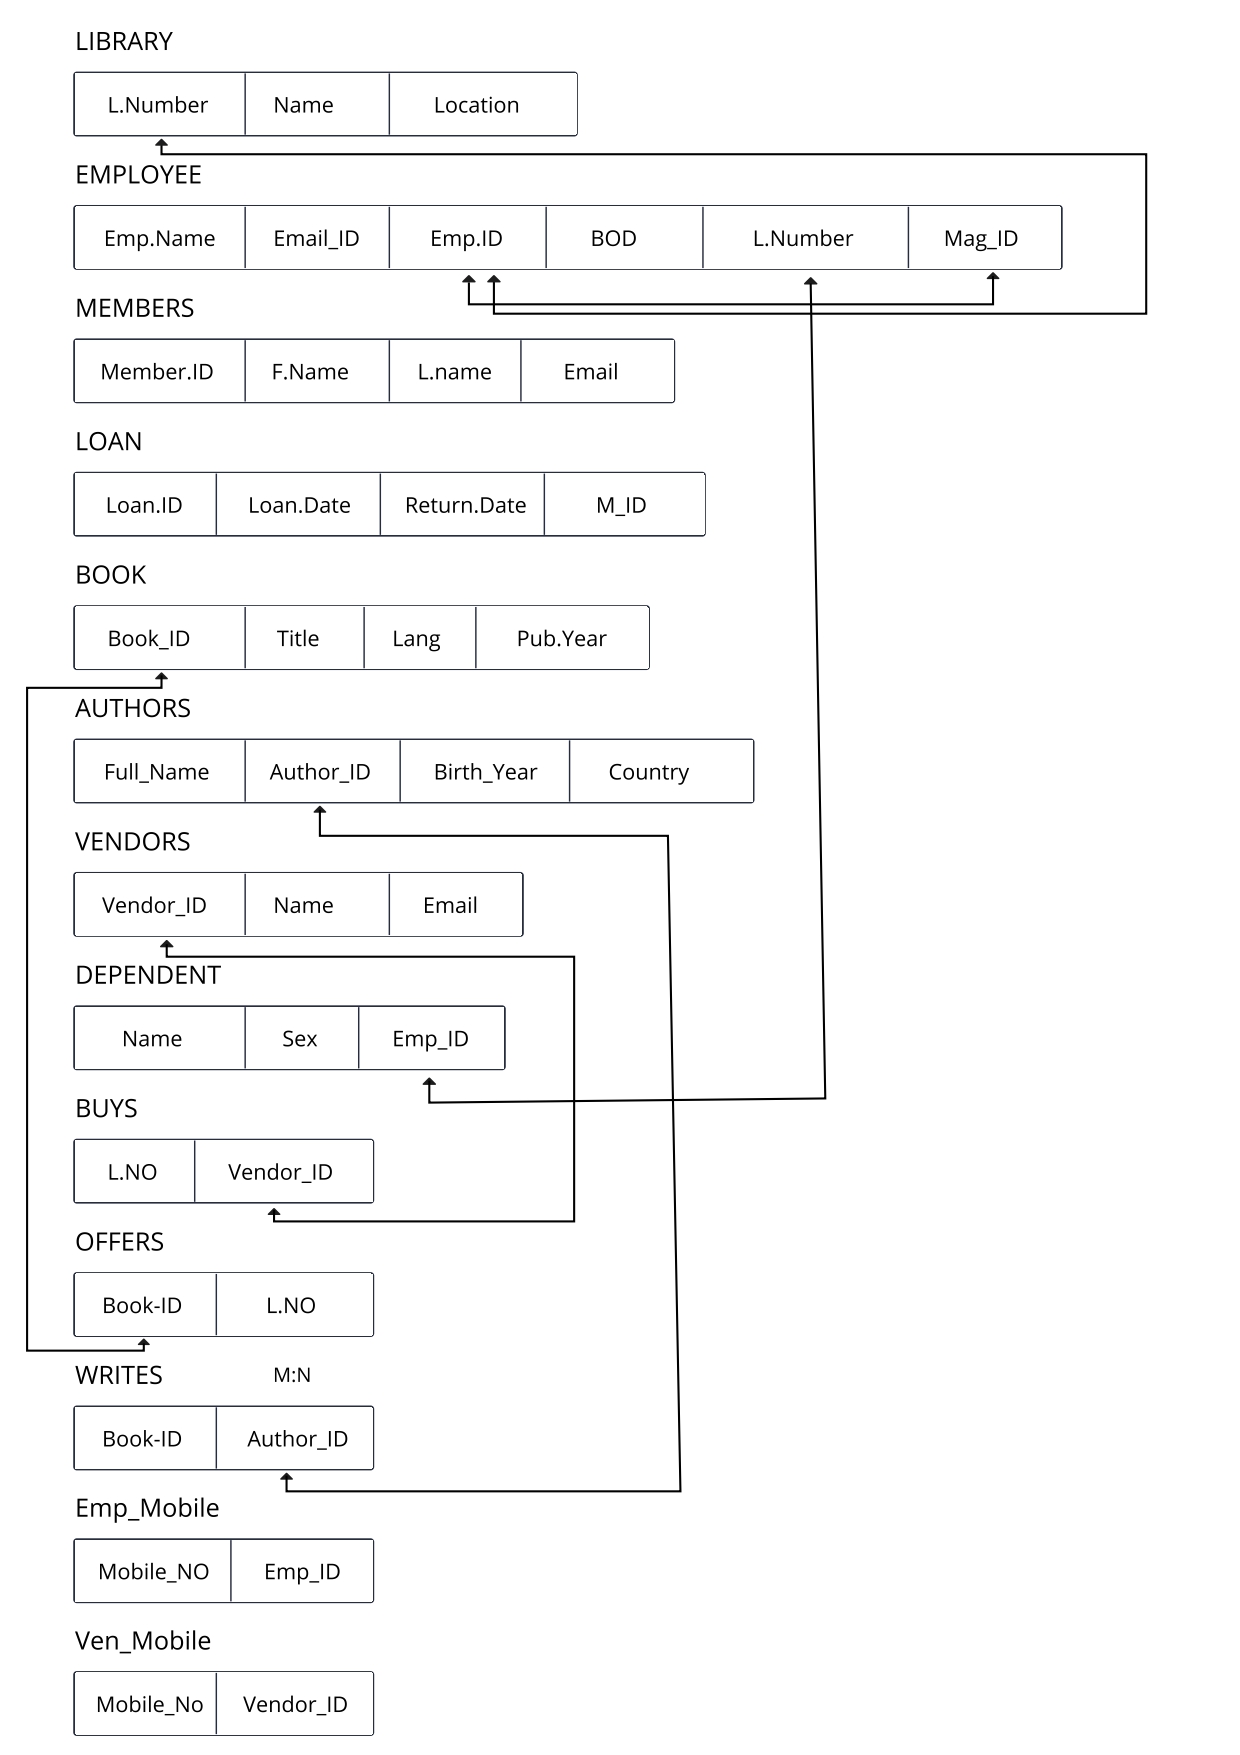 LIBRARY
L.Number Name Location
EMPLOYEE
Emp.Name Email_ID Emp.ID BOD L.Number Mag_ID
MEMBERS
Member.ID F.Name L.name Email
LOAN
Loan.ID Loan.Date Return.Date M_ID
BOOK
Book_ID Title Lang Pub.Year
AUTHORS
Full_Name Author_ID Birth_Year Country
VENDORS
Vendor_ID Name Email
DEPENDENT
Name Sex Emp_ID
BUYS
L.NO Vendor_ID
OFFERS
Book-ID L.NO
WRITES M:N
Book-ID Author_ID
Emp_Mobile
Mobile_NO Emp_ID
Ven_Mobile
Mobile_No Vendor_ID